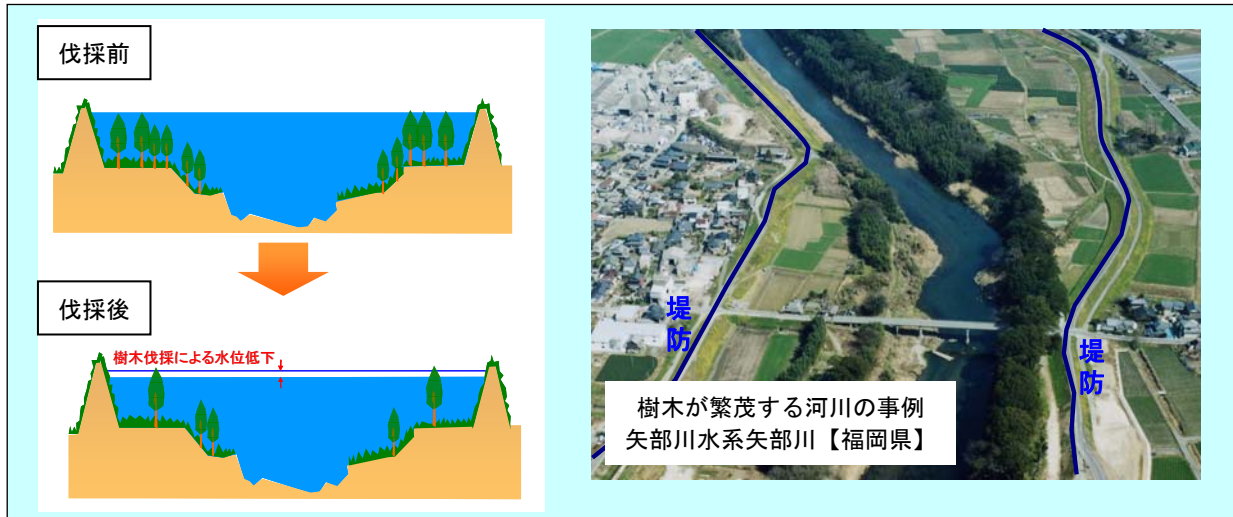 伐採前
伐採後
樹木伐採による水位低下
堤防
堤防
樹木が繁茂する河川の事例
矢部川水系矢部川【福岡県】